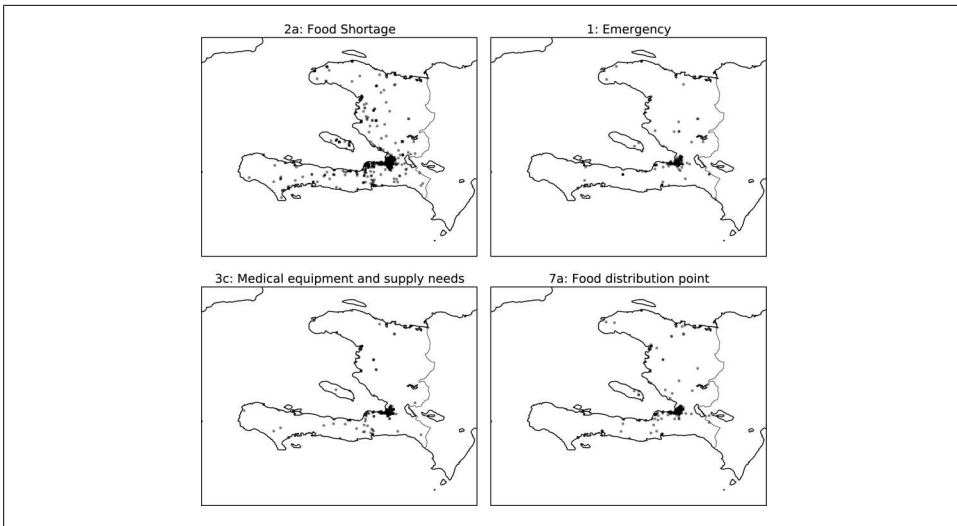 2a: Food Shortage
1: Emergency
3c: Medical equipment and supply needs
7a: Food distribution point